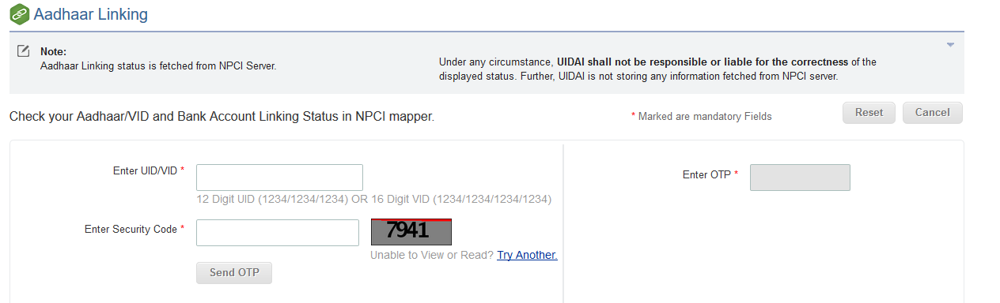 Aadhaar Linking
Note:
Aadhaar Linking status is fetched from NPCI Server.
Under any circumstance, UIDAI shall not be responsible or liable for the correctness of the
displayed status. Further, UIDAI is not storing any information fetched from NPCI server.
Check your Aadhaar/VID and Bank Account Linking Status in NPCI mapper.
* Marked are mandatory Fields
Reset
Cancel
Enter UID/VID *
12 Digit UID (1234/1234/1234) OR 16 Digit VID (1234/1234/1234/1234)
Enter Security Code *
7941
Unable to View or Read? Try Another.
Send OTP
Enter OTP *